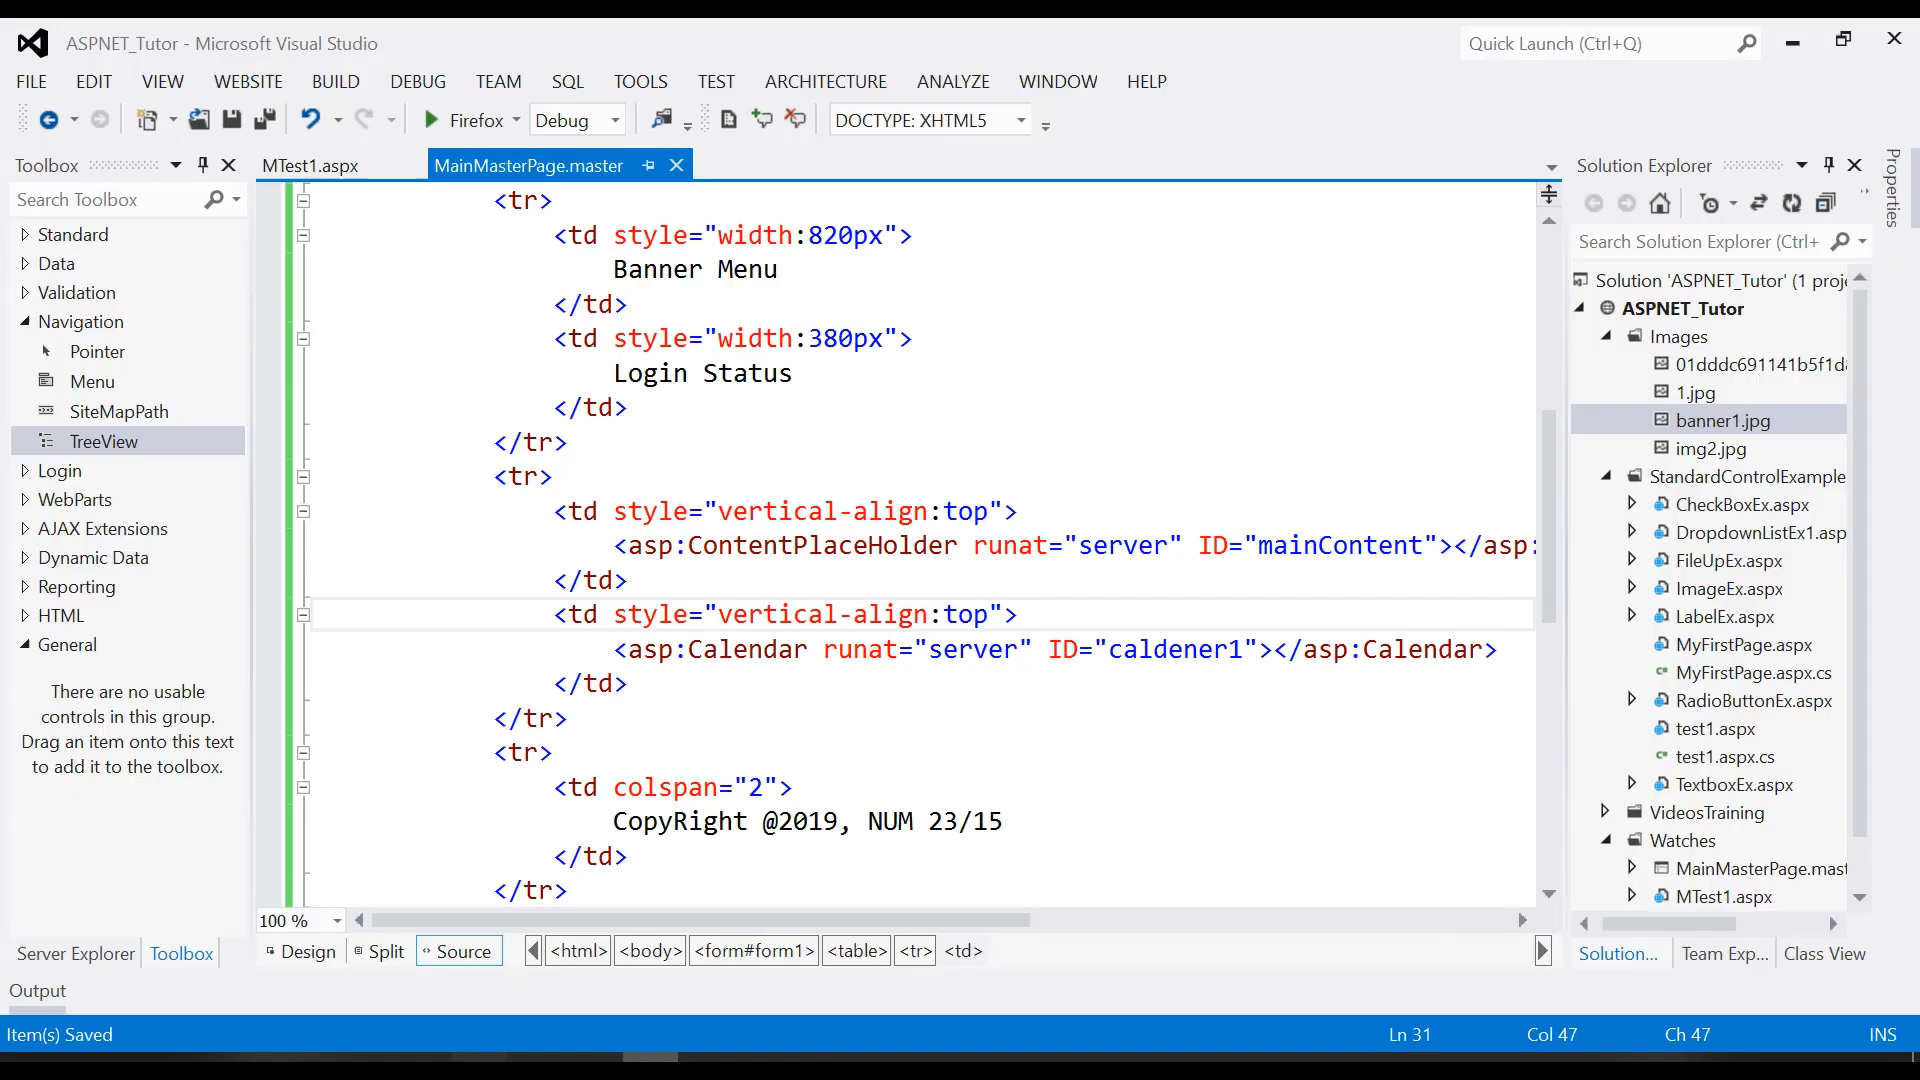 ASPNET_Tutor - Microsoft Visual Studio
Quick Launch (Ctrl+Q)
FILE EDIT VIEW WEBSITE BUILD DEBUG TEAM SQL TOOLS TEST ARCHITECTURE ANALYZE WINDOW HELP
Firefox Debug DOCTYPE: XHTML5
Toolbox
Search Toolbox
Standard
Data
Validation
Navigation
Pointer
Menu
SiteMapPath
TreeView
Login
WebParts
AJAX Extensions
Dynamic Data
Reporting
HTML
General
There are no usable
controls in this group.
Drag an item onto this text
to add it to the toolbox.
Server Explorer Toolbox
MTest1.aspx MainMasterPage.master
<tr>
<td style="width:820px">
Banner Menu
</td>
<td style="width:380px">
Login Status
</td>
</tr>
<tr>
<td style="vertical-align:top">
<asp:ContentPlaceHolder runat="server" ID="mainContent"></asp:
</td>
<td style="vertical-align:top">
<asp:Calendar runat="server" ID="caldener1"></asp:Calendar>
</td>
</tr>
<tr>
<td colspan="2">
CopyRight @2019, NUM 23/15
</td>
</tr>
100 %
Design Split Source <html> <body> <form#form1> <table> <tr> <td>
Solution Explorer
Search Solution Explorer (Ctrl+
Solution 'ASPNET_Tutor' (1 proje
ASPNET_Tutor
Images
01dddc691141b5f1d
1.jpg
banner1.jpg
img2.jpg
StandardControlExample
CheckBoxEx.aspx
DropdownListEx1.asp
FileUpEx.aspx
ImageEx.aspx
LabelEx.aspx
MyFirstPage.aspx
MyFirstPage.aspx.cs
RadioButtonEx.aspx
test1.aspx
test1.aspx.cs
TextboxEx.aspx
VideosTraining
Watches
MainMasterPage.mast
MTest1.aspx
Solution... Team Exp... Class View
Properties
Output
Item(s) Saved
Ln 31 Col 47 Ch 47 INS